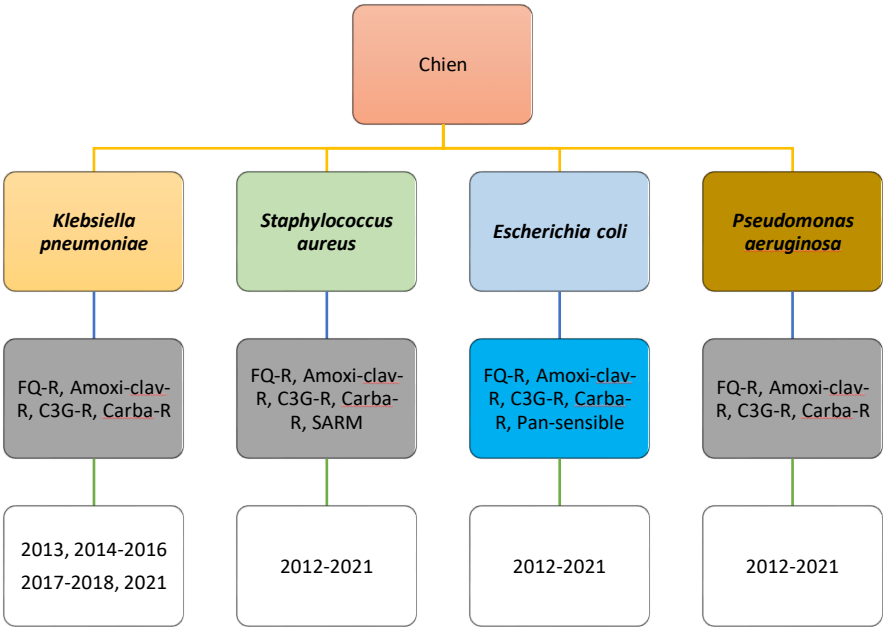 Chien
Klebsiella
pneumoniae
Staphylococcus
aureus
Escherichia coli
Pseudomonas
aeruginosa
FQ-R, Amoxi-clav-
R, C3G-R, Carba-R
FQ-R, Amoxi-clav-
R, C3G-R, Carba-
R, SARM
FQ-R, Amoxi-clav-
R, C3G-R, Carba-
R, Pan-sensible
FQ-R, Amoxi-clav-
R, C3G-R, Carba-R
2013, 2014-2016
2017-2018, 2021
2012-2021
2012-2021
2012-2021